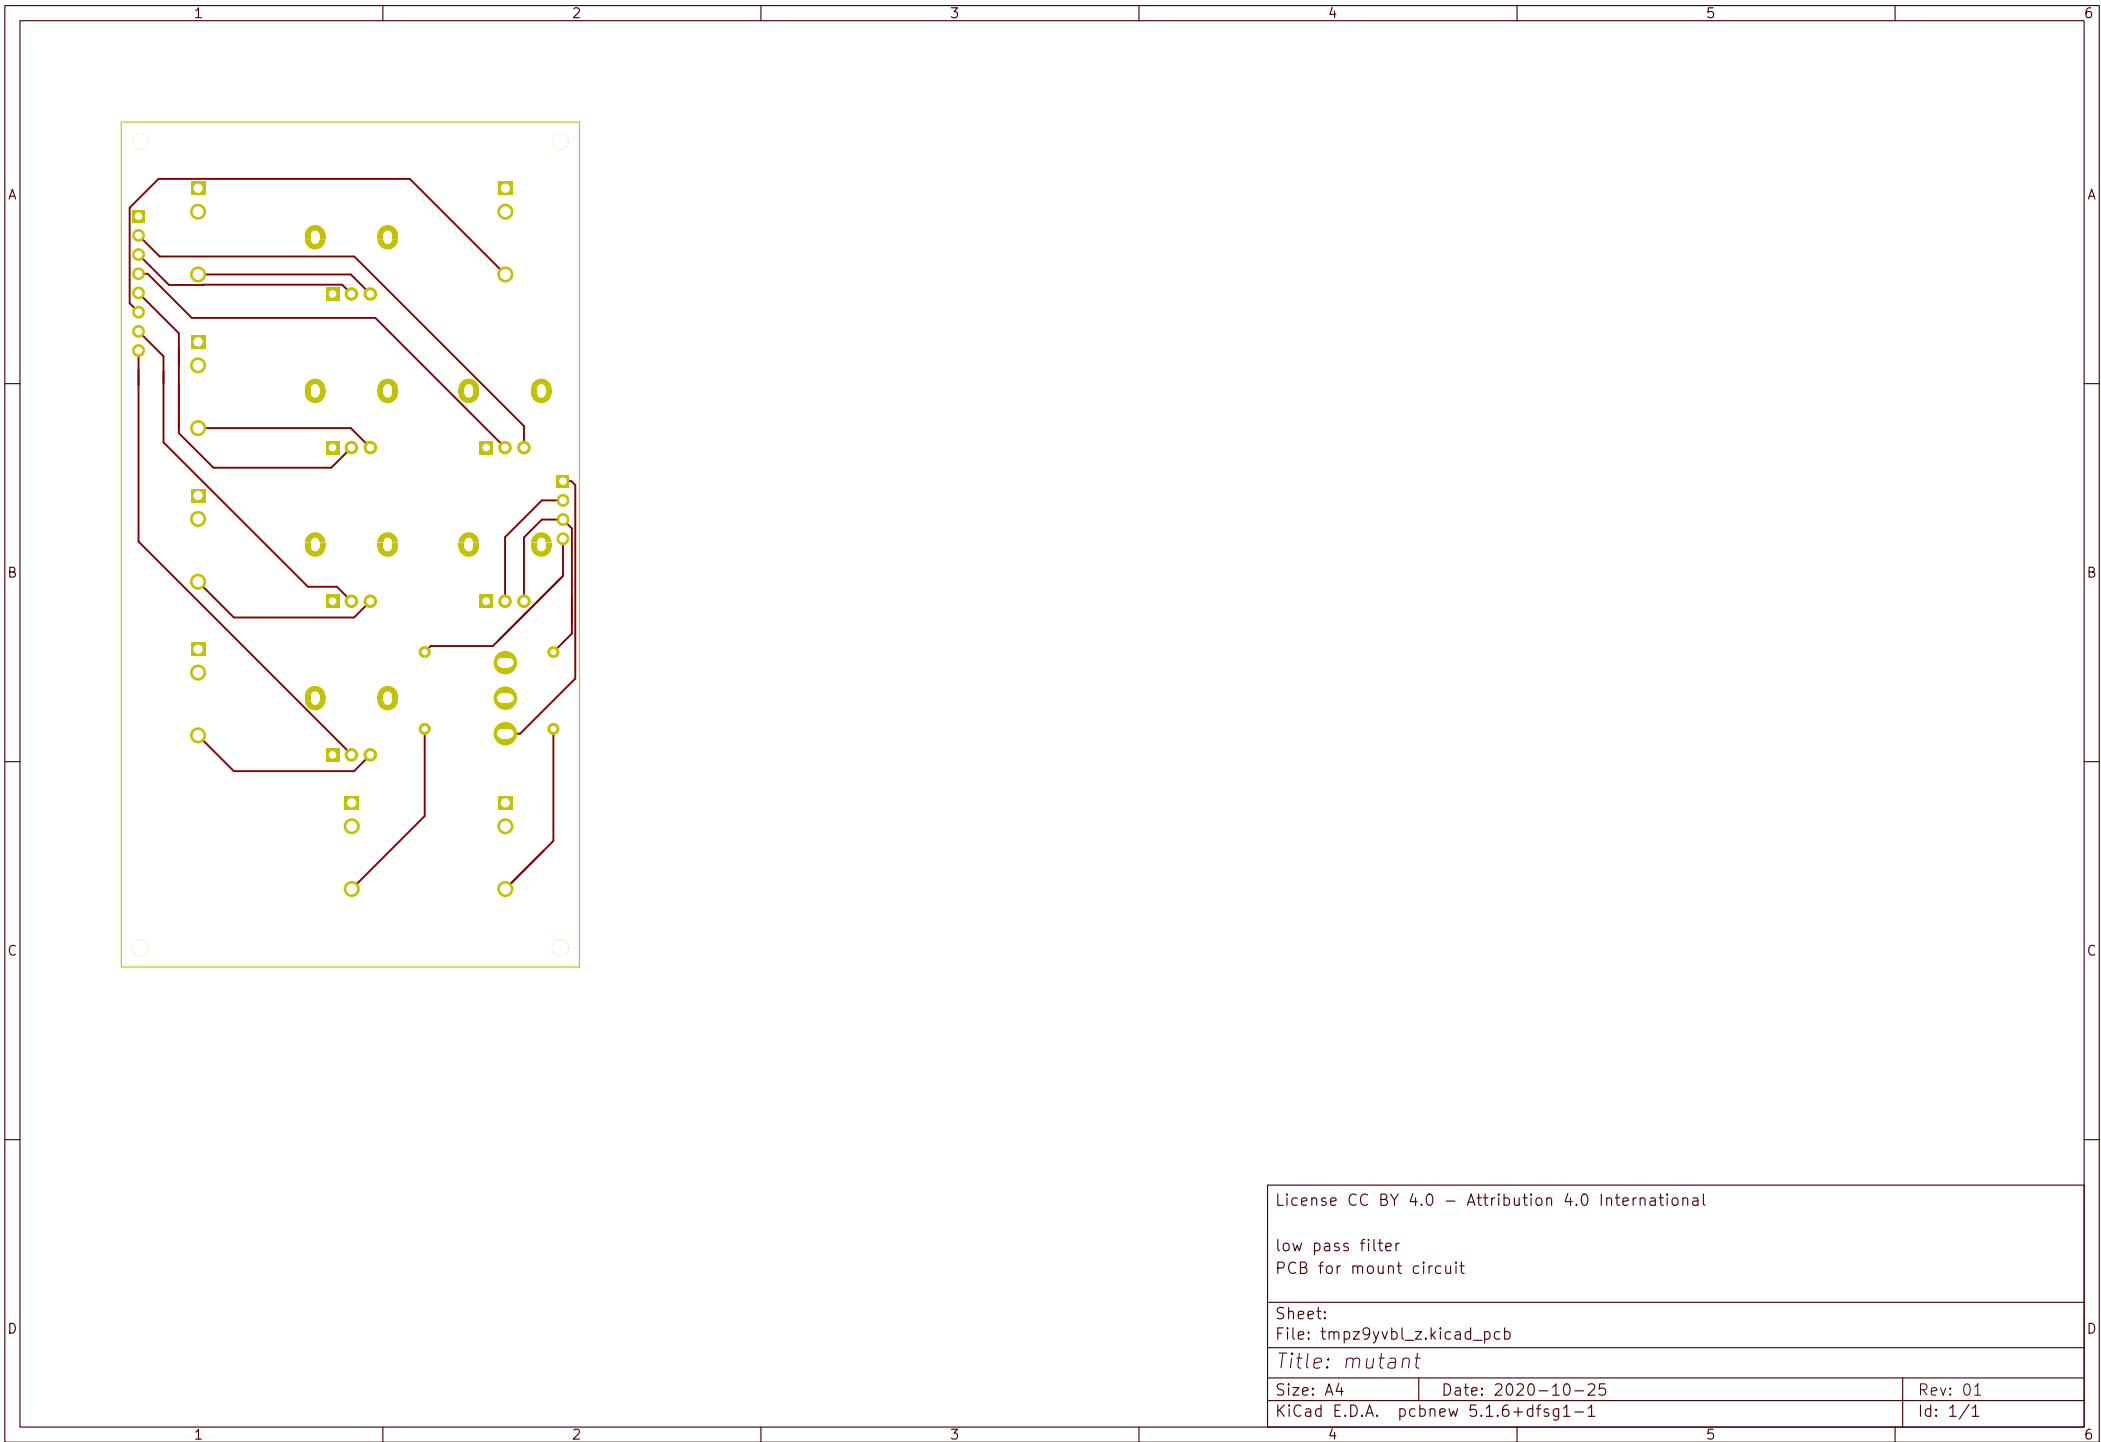 1 2 3 4 5 6
A A
B B
C C
D D
License CC BY 4.0 - Attribution 4.0 International
low pass filter
PCB for mount circuit
Sheet:
File: tmpz9yvbl_z.kicad_pcb
Title: mutant
Size: A4 Date: 2020-10-25 Rev: 01
KiCad E.D.A. pcbnew 5.1.6+dfsg1-1 Id: 1/1
1 2 3 4 5 6